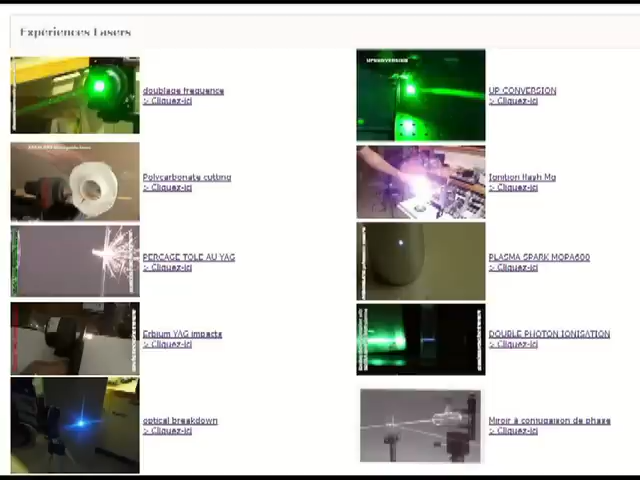 Expériences Lasers
doublage frequence
> Cliquez-ici
UP CONVERSION
> Cliquez-ici
Polycarbonate cutting
> Cliquez-ici
Ignition flash Mg
> Cliquez-ici
PERCAGE TOLE AU YAG
> Cliquez-ici
PLASMA SPARK MOPA600
> Cliquez-ici
Erbium YAG impacts
> Cliquez-ici
DOUBLE PHOTON IONISATION
> Cliquez-ici
optical breakdown
> Cliquez-ici
Miroir à conjugaison de phase
> Cliquez-ici